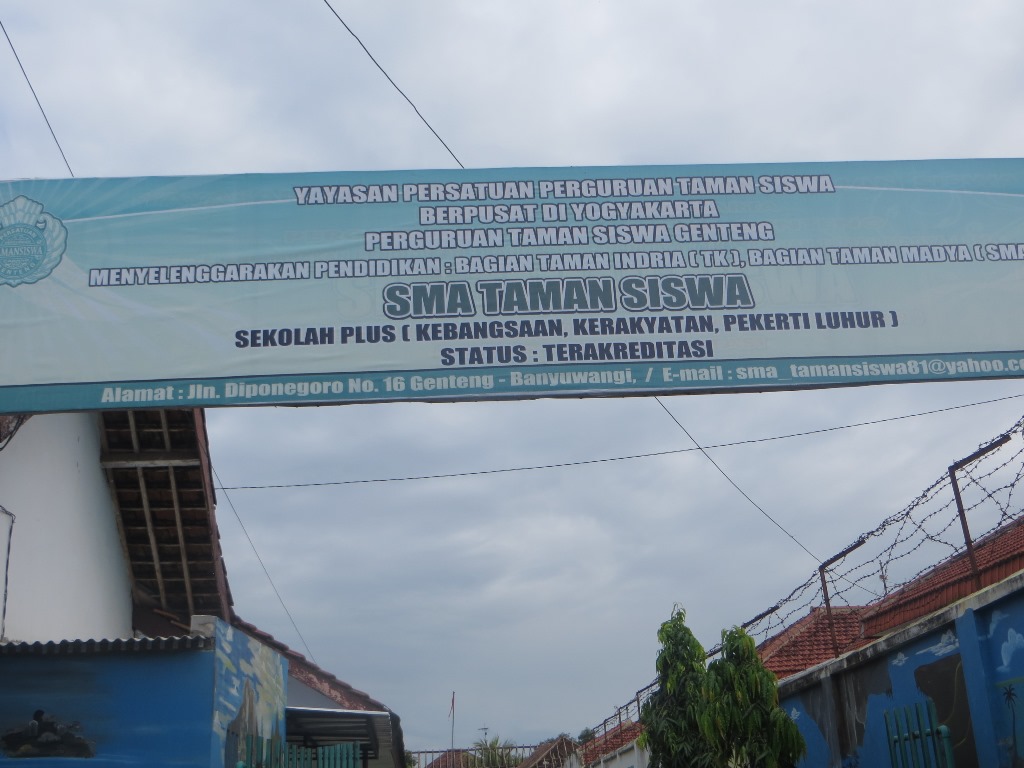 YAYASAN PERSATUAN PERGURUAN TAMAN SISWA
BERPUSAT DI YOGYAKARTA
PERGURUAN TAMAN SISWA GENTENG
MENYELENGGARAKAN PENDIDIKAN : BAGIAN TAMAN INDRIA ( TK ), BAGIAN TAMAN MADYA ( SMA
SMA TAMAN SISWA
SEKOLAH PLUS ( KEBANGSAAN, KERAKYATAN, PEKERTI LUHUR )
STATUS : TERAKREDITASI
Alamat : Jln. Diponegoro No. 16 Genteng - Banyuwangi, / E-mail : sma_tamansiswa81@yahoo.co